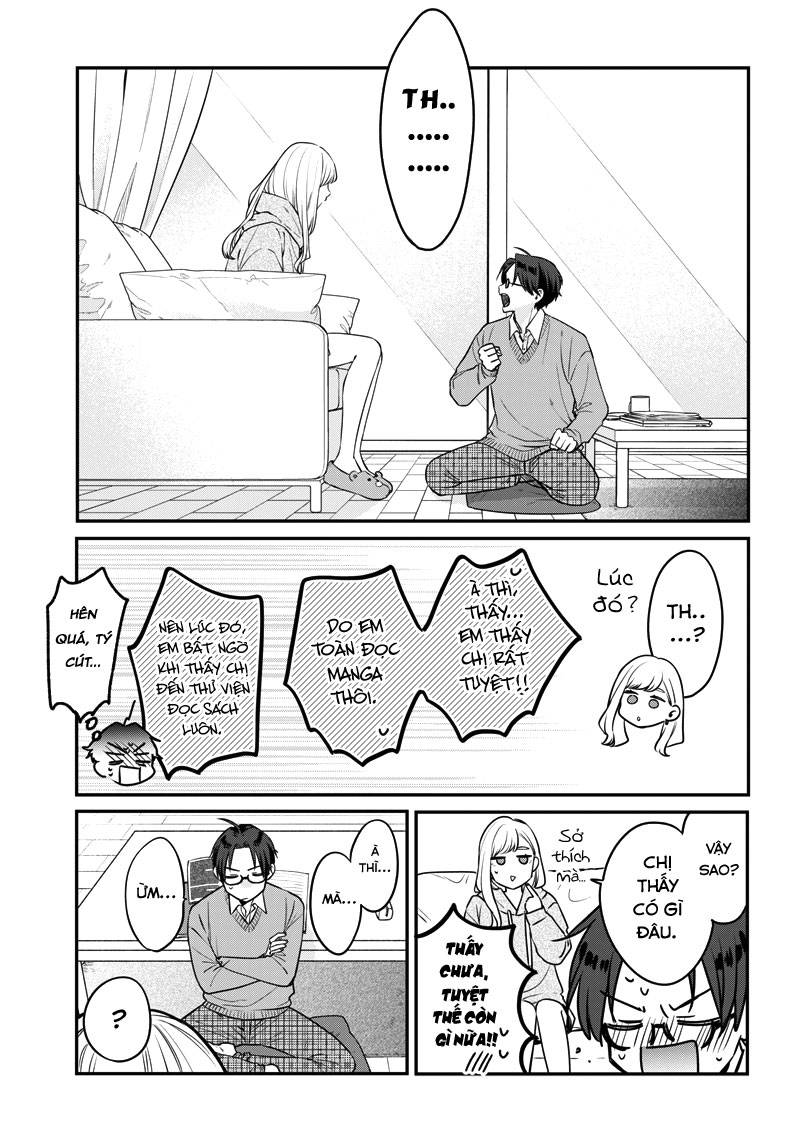 TH..
.....
.....
TH..
...?
Lúc
đó?
À THÌ,
THẤY...
EM THẤY
CHỊ RẤT
TUYỆT!!
DO EM
TOÀN ĐỌC
MANGA
THÔI.
NÊN LÚC ĐÓ,
EM BẤT NGỜ
KHI THẤY CHỊ
ĐẾN THƯ VIỆN
ĐỌC SÁCH
LUÔN.
HÊN
QUÁ, TÝ
CÚT...
VẬY
SAO?
CHỊ
THẤY
CÓ GÌ
ĐÂU.
Sở
thích
mà...
THẤY
CHƯA,
TUYỆT
THẾ CÒN
GÌ NỮA!!
À
THÌ...
MÀ...
ỪM...
?